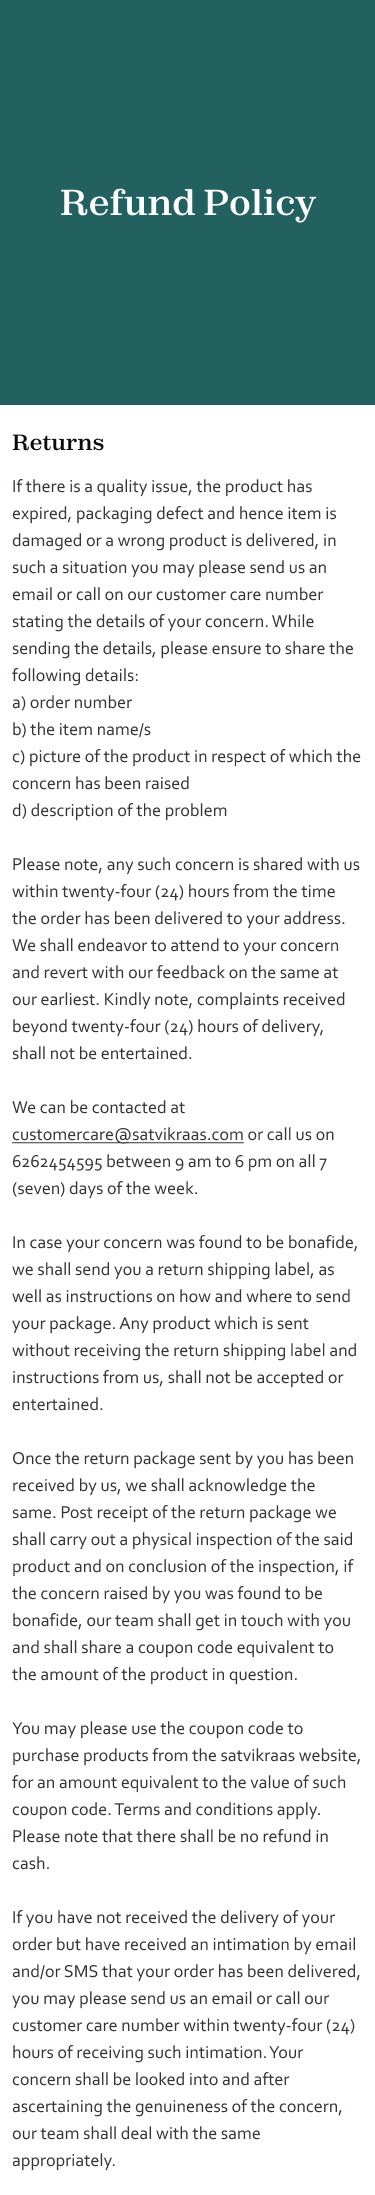 Refund Policy
Returns
If there is a quality issue, the product has
expired, packaging defect and hence item is
damaged or a wrong product is delivered, in
such a situation you may please send us an
email or call on our customer care number
stating the details of your concern. While
sending the details, please ensure to share the
following details:
a) order number
b) the item name/s
c) picture of the product in respect of which the
concern has been raised
d) description of the problem
Please note, any such concern is shared with us
within twenty-four (24) hours from the time
the order has been delivered to your address.
We shall endeavor to attend to your concern
and revert with our feedback on the same at
our earliest. Kindly note, complaints received
beyond twenty-four (24) hours of delivery,
shall not be entertained.
We can be contacted at
customercare@satvikraas.com or call us on
6262454595 between 9 am to 6 pm on all 7
(seven) days of the week.
In case your concern was found to be bonafide,
we shall send you a return shipping label, as
well as instructions on how and where to send
your package. Any product which is sent
without receiving the return shipping label and
instructions from us, shall not be accepted or
entertained.
Once the return package sent by you has been
received by us, we shall acknowledge the
same. Post receipt of the return package we
shall carry out a physical inspection of the said
product and on conclusion of the inspection, if
the concern raised by you was found to be
bonafide, our team shall get in touch with you
and shall share a coupon code equivalent to
the amount of the product in question.
You may please use the coupon code to
purchase products from the satvikraas website,
for an amount equivalent to the value of such
coupon code. Terms and conditions apply.
Please note that there shall be no refund in
cash.
If you have not received the delivery of your
order but have received an intimation by email
and/or SMS that your order has been delivered,
you may please send us an email or call our
customer care number within twenty-four (24)
hours of receiving such intimation. Your
concern shall be looked into and after
ascertaining the genuineness of the concern,
our team shall deal with the same
appropriately.